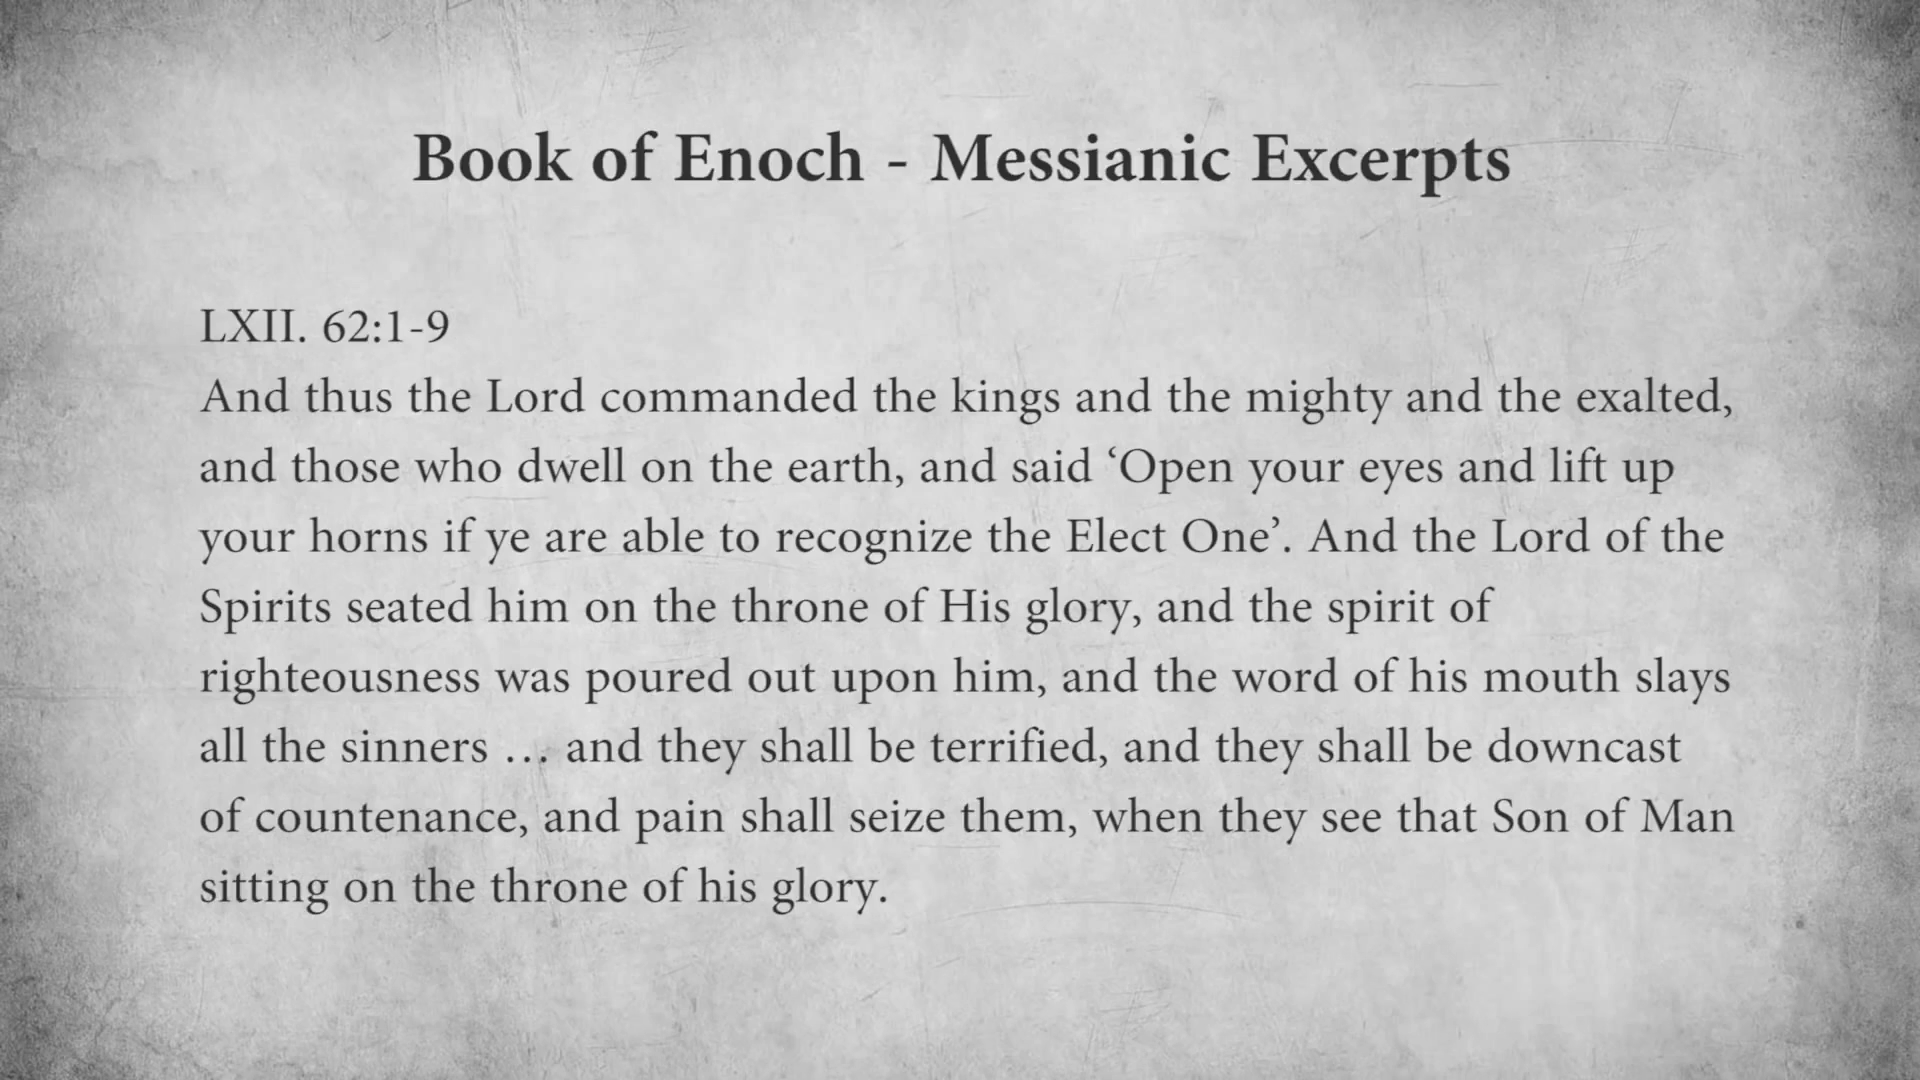 Book of Enoch - Messianic Excerpts
LXII. 62:1-9
And thus the Lord commanded the kings and the mighty and the exalted,
and those who dwell on the earth, and said ‘Open your eyes and lift up
your horns if ye are able to recognize the Elect One’. And the Lord of the
Spirits seated him on the throne of His glory, and the spirit of
righteousness was poured out upon him, and the word of his mouth slays
all the sinners … and they shall be terrified, and they shall be downcast
of countenance, and pain shall seize them, when they see that Son of Man
sitting on the throne of his glory.